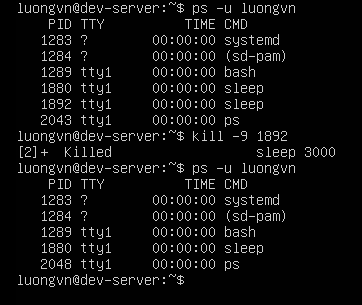 luongvn@dev-server:~$ ps -u luongvn
PID TTY TIME CMD
1283 ? 00:00:00 systemd
1284 ? 00:00:00 (sd-pam)
1289 tty1 00:00:00 bash
1880 tty1 00:00:00 sleep
1892 tty1 00:00:00 sleep
2043 tty1 00:00:00 ps
luongvn@dev-server:~$ kill -9 1892
[2]+ Killed sleep 3000
luongvn@dev-server:~$ ps -u luongvn
PID TTY TIME CMD
1283 ? 00:00:00 systemd
1284 ? 00:00:00 (sd-pam)
1289 tty1 00:00:00 bash
1880 tty1 00:00:00 sleep
2048 tty1 00:00:00 ps
luongvn@dev-server:~$